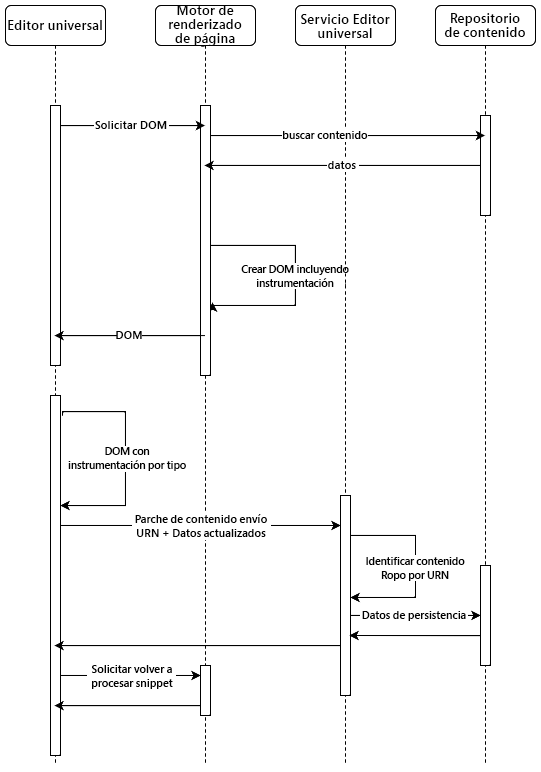 Editor universal
Motor de
renderizado
de página
Servicio Editor
universal
Repositorio
de contenido
Solicitar DOM
buscar contenido
datos
Crear DOM incluyendo
instrumentación
DOM
DOM con
instrumentación por tipo
Parche de contenido envío
URN + Datos actualizados
Identificar contenido
Ropo por URN
Datos de persistencia
Solicitar volver a
procesar snippet